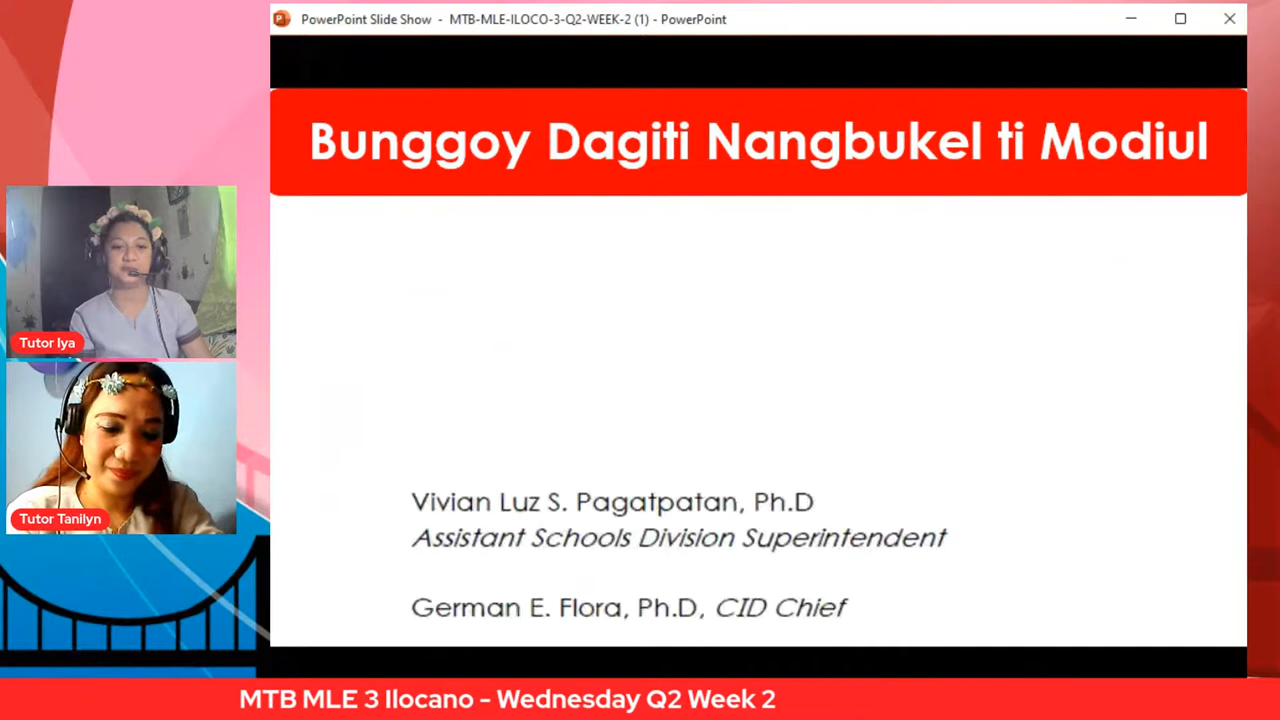 PowerPoint Slide Show - MTB-MLE-ILOCO-3-Q2-WEEK-2 (1) - PowerPoint
Bunggoy Dagiti Nangbukel ti Modiul
Vivian Luz S. Pagatpatan, Ph.D
Assistant Schools Division Superintendent
German E. Flora, Ph.D, CID Chief
Tutor Iya
Tutor Tanilyn
MTB MLE 3 Ilocano - Wednesday Q2 Week 2